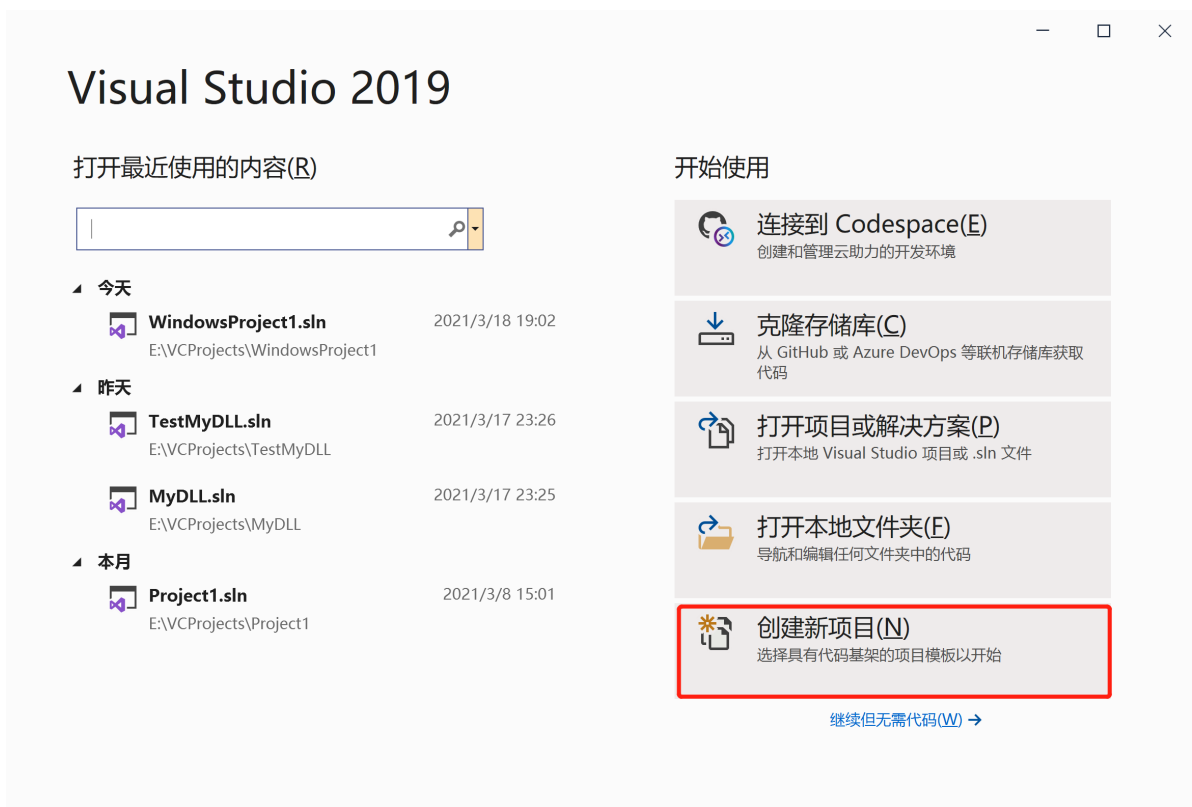 Visual Studio 2019
打开最近使用的内容(R)
今天
WindowsProject1.sln 2021/3/18 19:02
E:\VCProjects\WindowsProject1
昨天
TestMyDLL.sln 2021/3/17 23:26
E:\VCProjects\TestMyDLL
MyDLL.sln 2021/3/17 23:25
E:\VCProjects\MyDLL
本月
Project1.sln 2021/3/8 15:01
E:\VCProjects\Project1
开始使用
连接到 Codespace(E)
创建和管理云助力的开发环境
克隆存储库(C)
从 GitHub 或 Azure DevOps 等联机存储库获取
代码
打开项目或解决方案(P)
打开本地 Visual Studio 项目或 .sln 文件
打开本地文件夹(F)
导航和编辑任何文件夹中的代码
创建新项目(N)
选择具有代码基架的项目模板以开始
继续但无需代码(W)